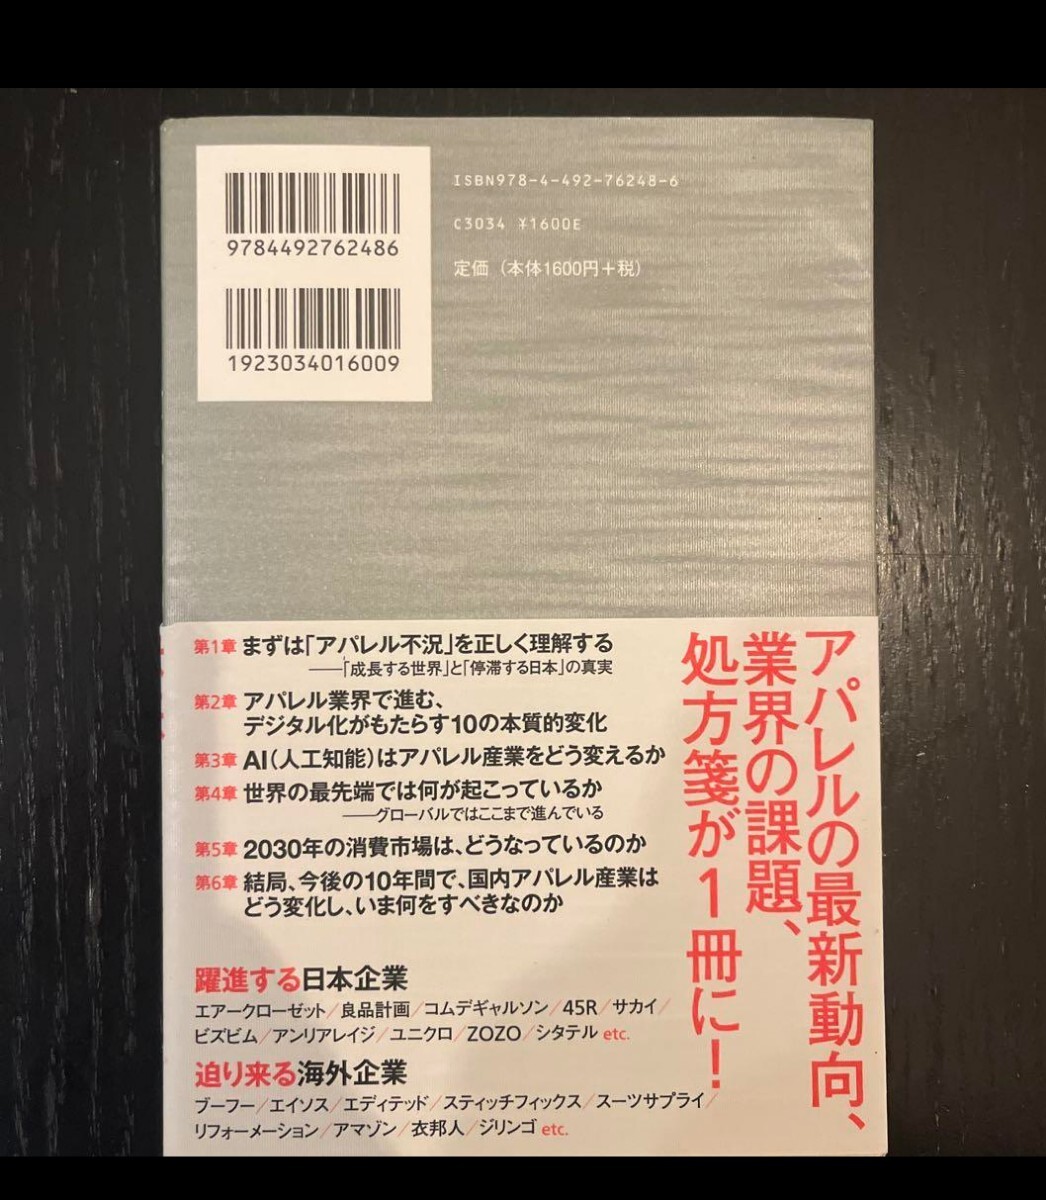 ISBN978-4-492-76248-6
C3034 ¥1600E
定価（本体1600円＋税）
9784492762486
1923034016009
アパレルの最新動向、
業界の課題、
処方箋が1冊に！
第1章 まずは「アパレル不況」を正しく理解する
――「成長する世界」と「停滞する日本」の真実
第2章 アパレル業界で進む、
デジタル化がもたらす10の本質的変化
第3章 AI（人工知能）はアパレル産業をどう変えるか
第4章 世界の最先端では何が起こっているか
――グローバルではここまで進んでいる
第5章 2030年の消費市場は、どうなっているのか
第6章 結局、今後の10年間で、国内アパレル産業は
どう変化し、いま何をすべきなのか
躍進する日本企業
エアークローゼット/良品計画/コムデギャルソン/45R/サカイ/
ビズビム/アンリアレイジ/ユニクロ/ZOZO/シタテル etc.
迫り来る海外企業
ブーフー/エイソス/エディテッド/スティッチフィックス/スーツサプライ/
リフォーメーション/アマゾン/衣邦人/ジリンゴ etc.